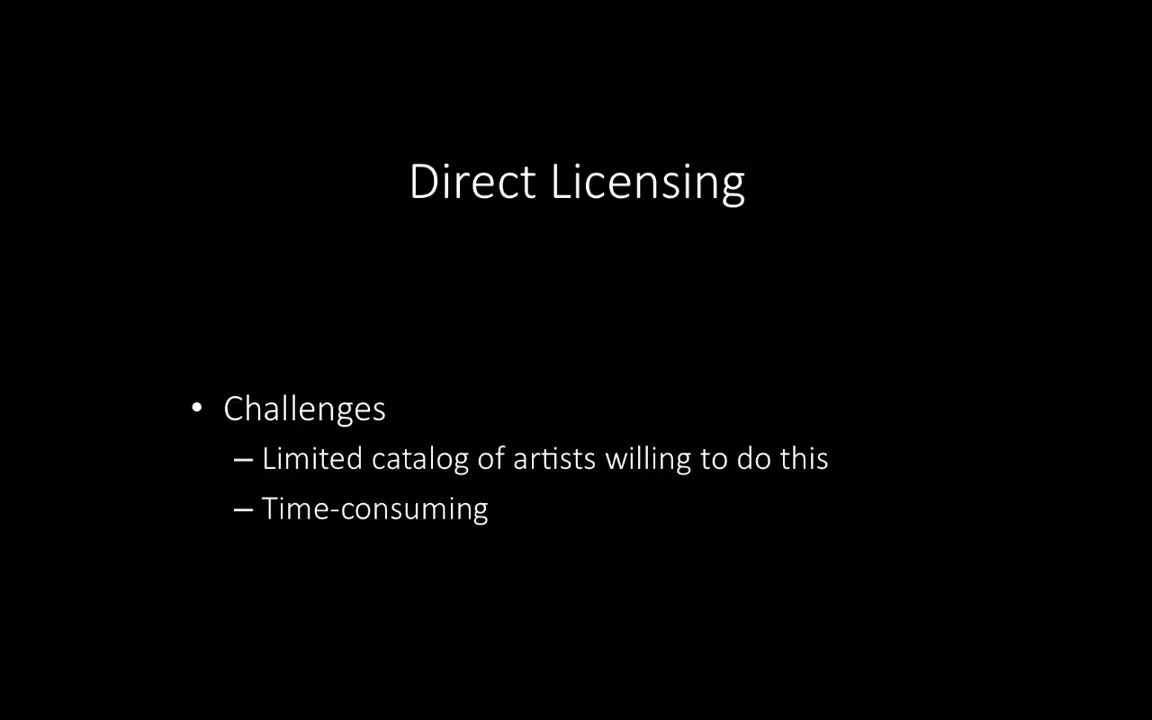 Direct Licensing
• Challenges
– Limited catalog of artists willing to do this
– Time-consuming